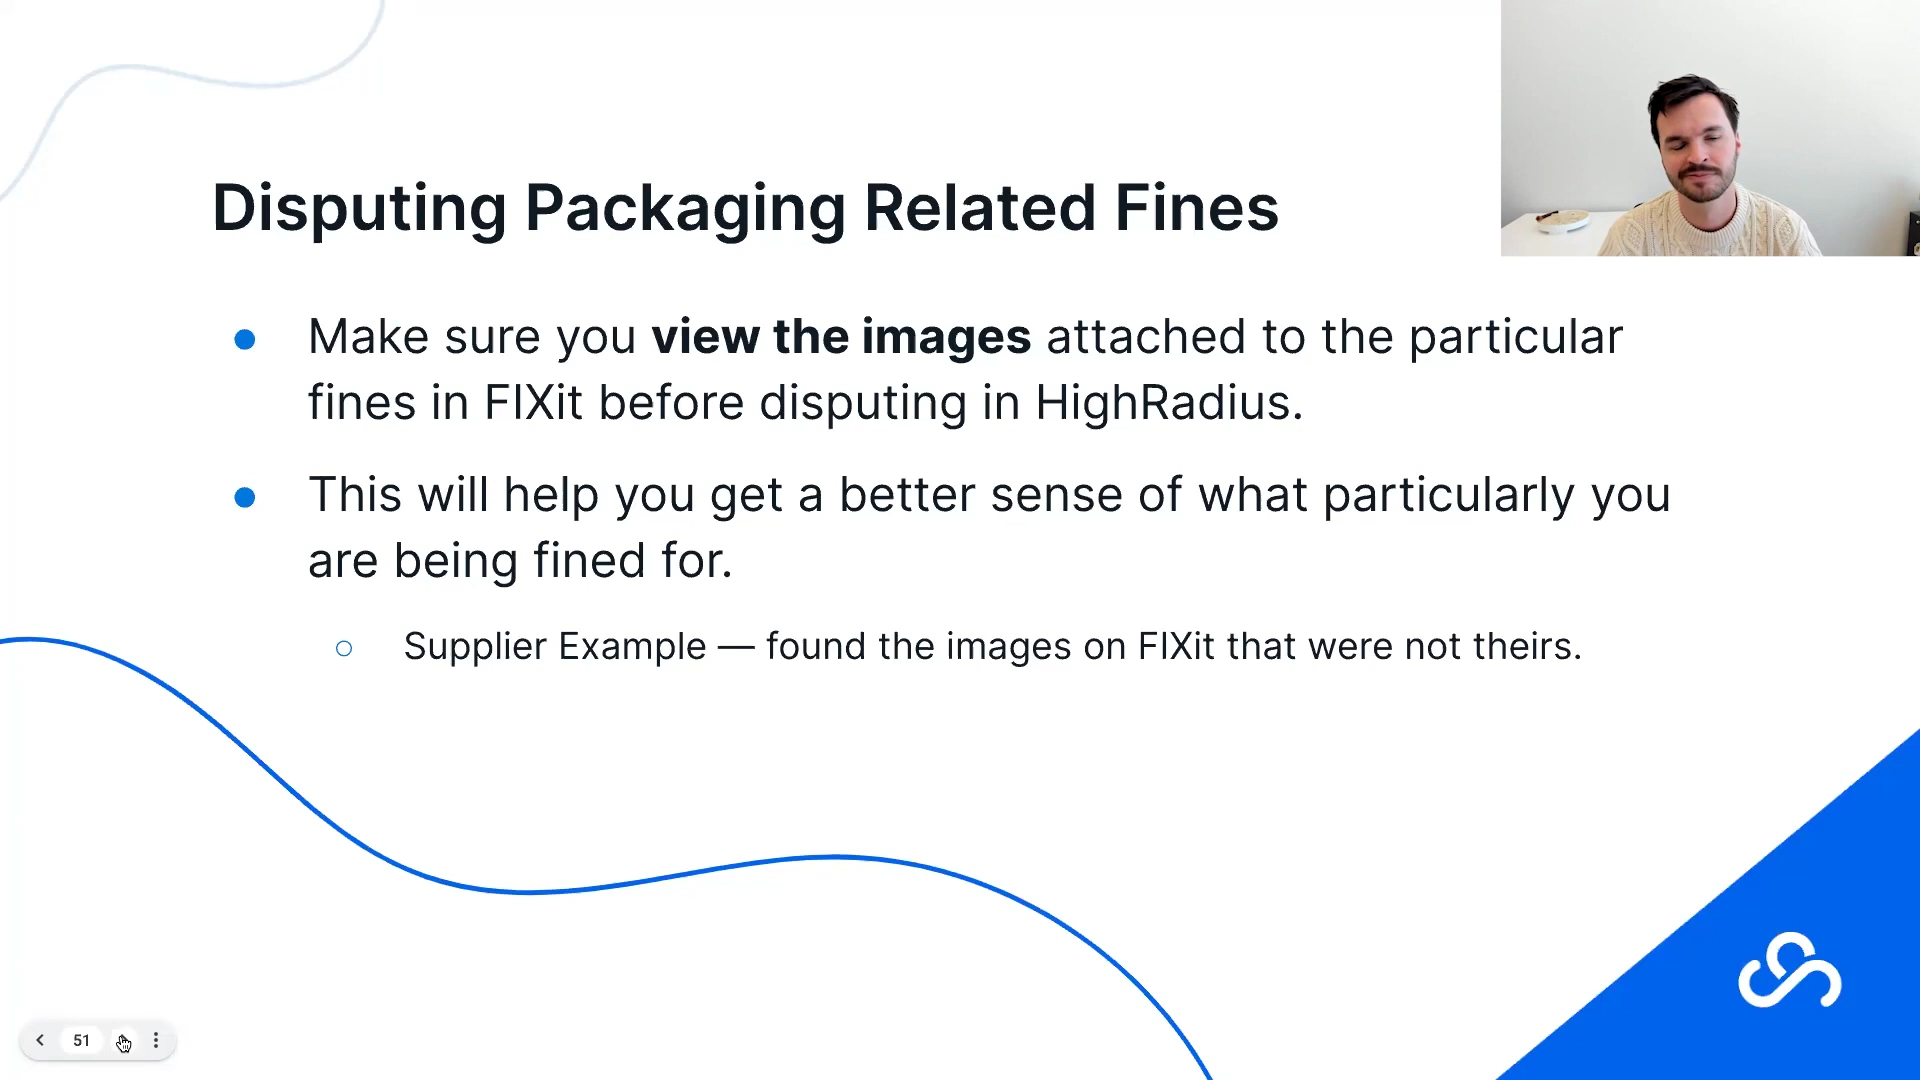 Disputing Packaging Related Fines
Make sure you view the images attached to the particular
fines in FIXit before disputing in HighRadius.
This will help you get a better sense of what particularly you
are being fined for.
Supplier Example — found the images on FIXit that were not theirs.
51